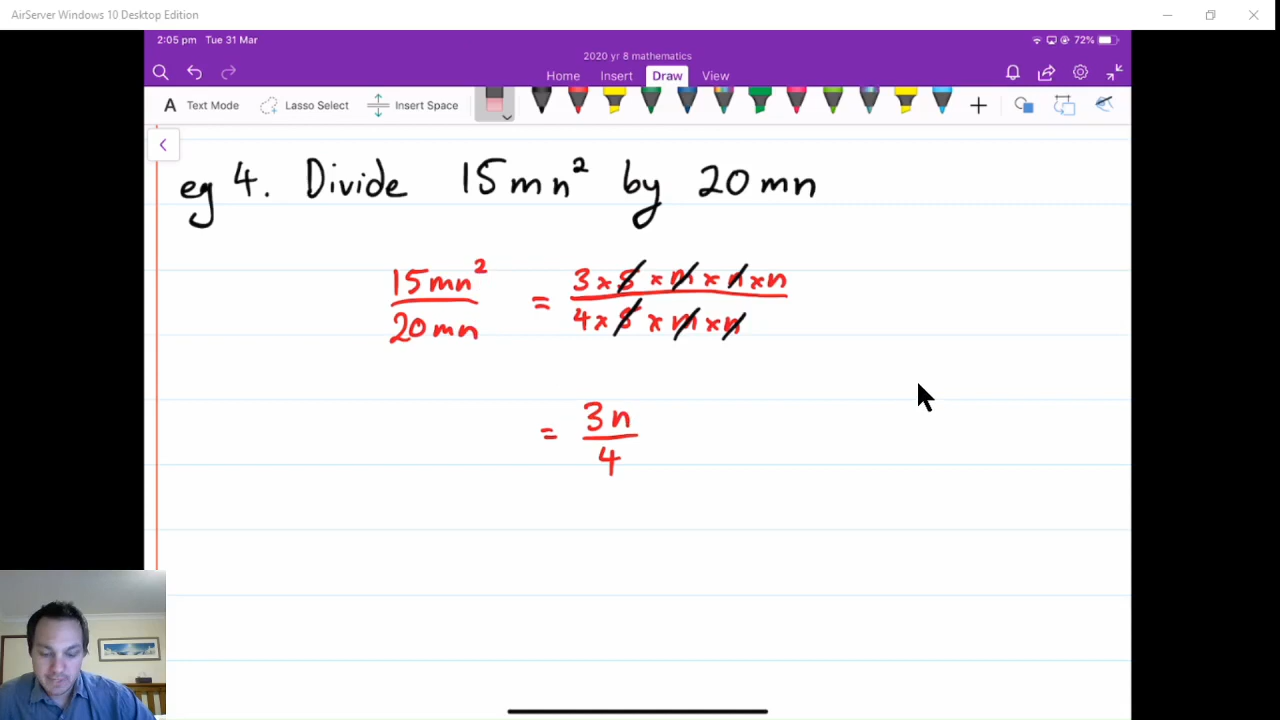 AirServer Windows 10 Desktop Edition
2:05 pm Tue 31 Mar 72%
2020 yr 8 mathematics
Home Insert Draw View
A Text Mode Lasso Select Insert Space
eg 4. Divide 15mn² by 20mn
15mn² / 20mn = 3 × 5 × m × n × n / 4 × 5 × m × n
= 3n / 4